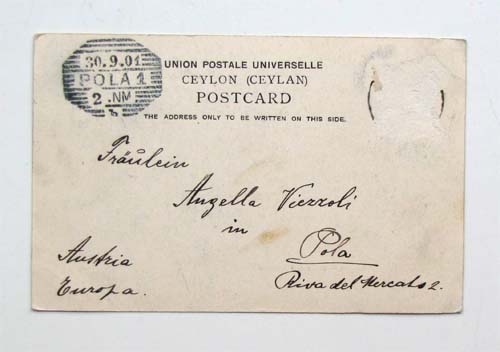 30.9.01
POLA 1
2 .NM.
b
UNION POSTALE UNIVERSELLE
CEYLON (CEYLAN)
POSTCARD
THE ADDRESS ONLY TO BE WRITTEN ON THIS SIDE.
Fräulein
Angella Viezzoli
in
Pola
Riva del Mercato 2.
Austria
Europa.